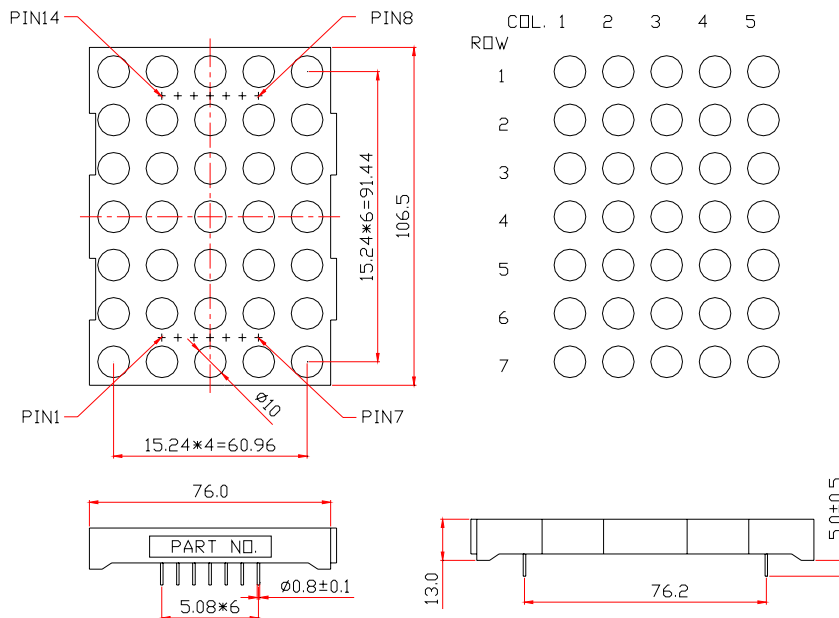 PIN14
PIN8
COL. 1 2 3 4 5
ROW
1
2
3
4
5
6
7
15.24*6=91.44
106.5
PIN1
ø10
PIN7
15.24*4=60.96
76.0
PART NO.
Ø0.8±0.1
5.08*6
13.0
76.2
5.0±0.5